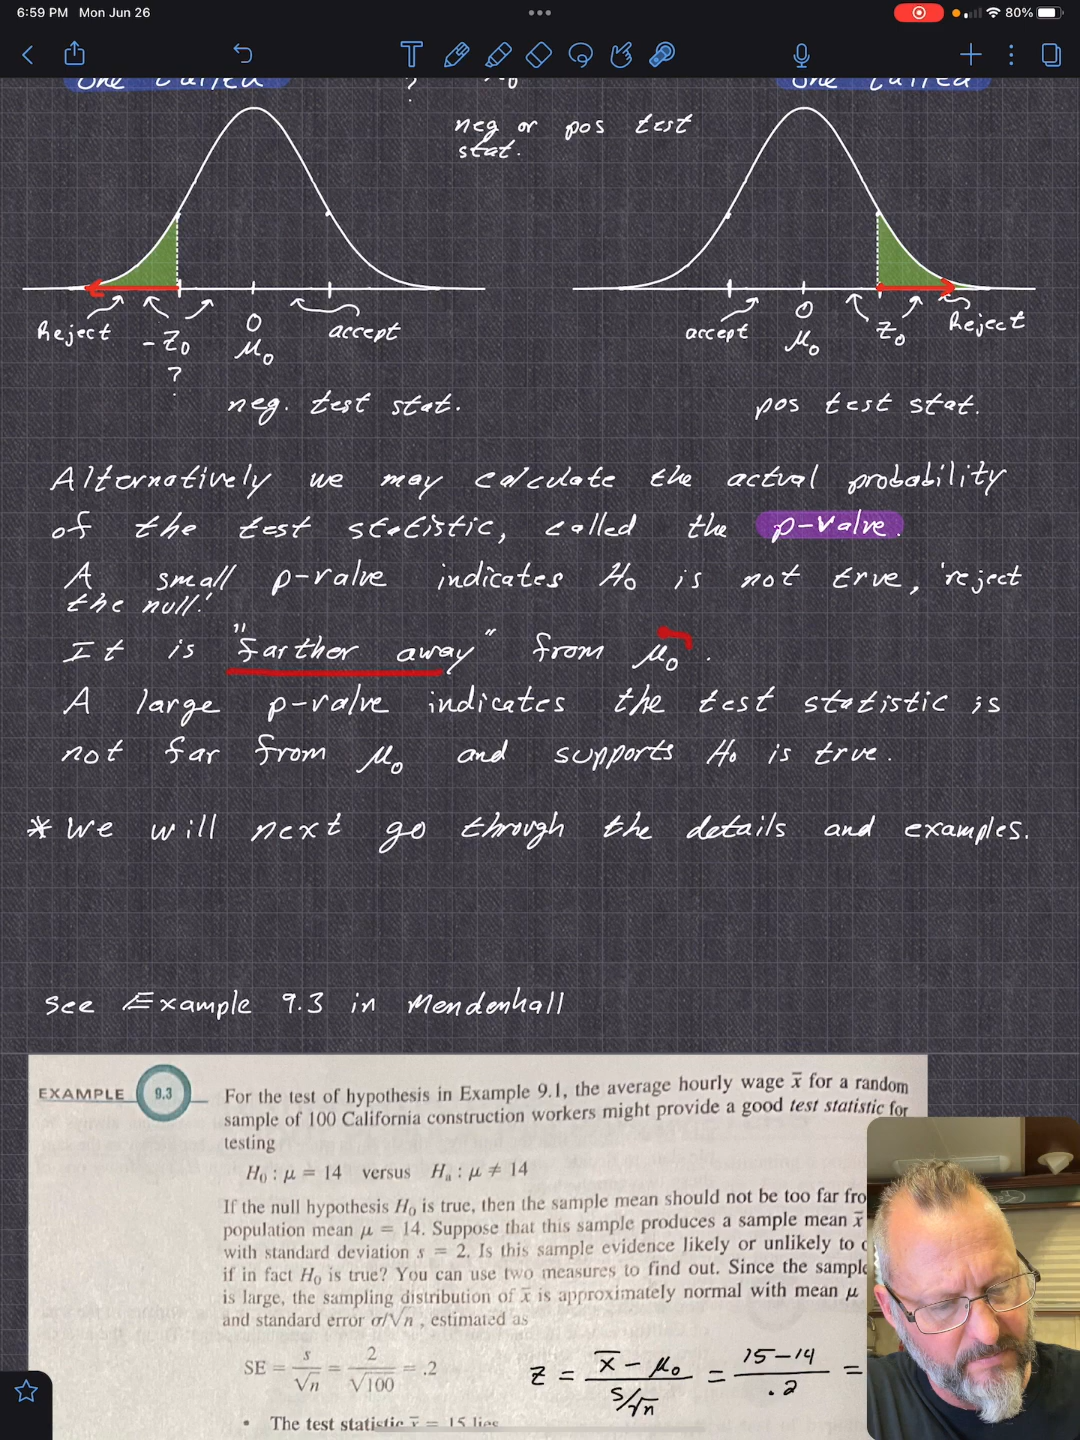 6:59 PM Mon Jun 26
80%
one tailed
?
one tailed
neg or pos test
stat.
Reject
-Z₀
?
0
μ₀
accept
accept
0
μ₀
Z₀
Reject
neg. test stat.
pos test stat.
Alternatively we may calculate the actual probability
of the test statistic, called the p-value.
A small p-value indicates H₀ is not true, 'reject
the null.'
It is "farther away" from μ₀.
A large p-value indicates the test statistic is
not far from μ₀ and supports H₀ is true.
* We will next go through the details and examples.
see Example 9.3 in Mendenhall
EXAMPLE 9.3
For the test of hypothesis in Example 9.1, the average hourly wage x̄ for a random
sample of 100 California construction workers might provide a good test statistic for
testing
H₀ : μ = 14 versus Hₐ : μ ≠ 14
If the null hypothesis H₀ is true, then the sample mean should not be too far
population mean μ = 14. Suppose that this sample produces a sample mean x̄
with standard deviation s = 2. Is this sample evidence likely or unlikely to
if in fact H₀ is true? You can use two measures to find out. Since the sample
is large, the sampling distribution of x̄ is approximately normal with mean μ
and standard error σ/√n, estimated as
SE = s/√n = 2/√100 = .2
z = (x̄ - μ₀)/(s/√n) = (15-14)/.2 =
• The test statistic x̄ = 15 lies